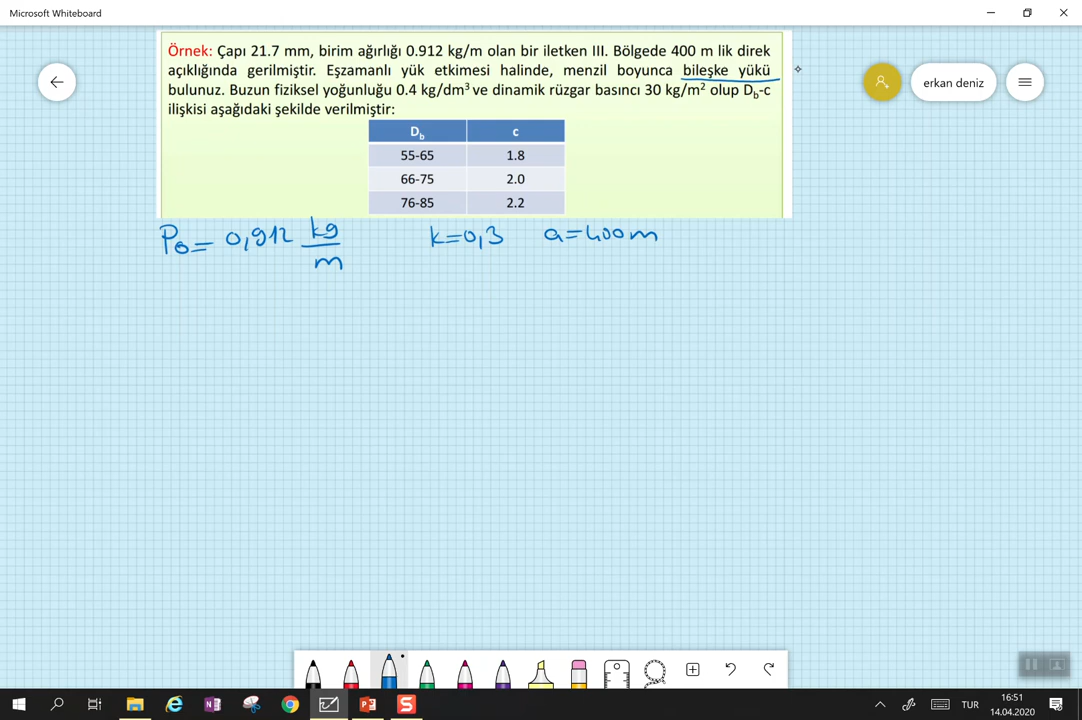 Microsoft Whiteboard
Örnek: Çapı 21.7 mm, birim ağırlığı 0.912 kg/m olan bir iletken III. Bölgede 400 m lik direk
açıklığında gerilmiştir. Eşzamanlı yük etkimesi halinde, menzil boyunca bileşke yükü
bulunuz. Buzun fiziksel yoğunluğu 0.4 kg/dm³ ve dinamik rüzgar basıncı 30 kg/m² olup Db-c
ilişkisi aşağıdaki şekilde verilmiştir:
erkan deniz
Db c
55-65 1.8
66-75 2.0
76-85 2.2
P0= 0,912 kg/m k=0,3 a=400m
TUR
16:51
14.04.2020